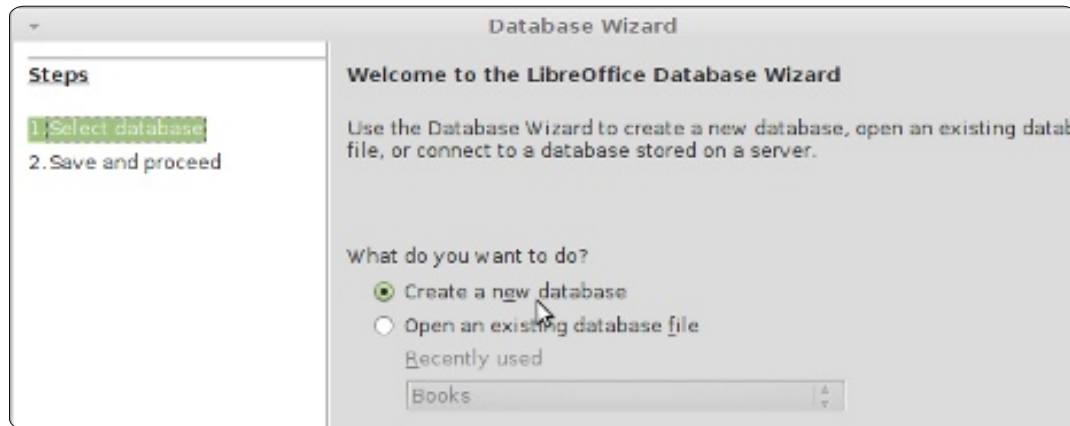 Database Wizard
Steps
1. Select database
2. Save and proceed
Welcome to the LibreOffice Database Wizard
Use the Database Wizard to create a new database, open an existing
file, or connect to a database stored on a server.
What do you want to do?
Create a new database
Open an existing database file
Recently used
Books